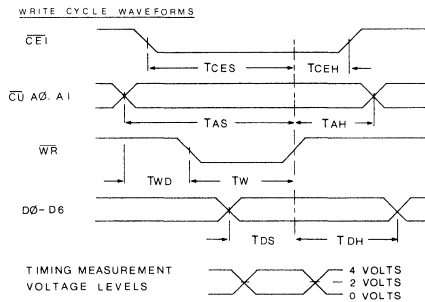 WRITE CYCLE WAVEFORMS
CEI
TCES
TCEH
CU AØ. A1
TAS
TAH
WR
TWD
TW
DØ-D6
TDS
TDH
TIMING MEASUREMENT
VOLTAGE LEVELS
4 VOLTS
2 VOLTS
0 VOLTS